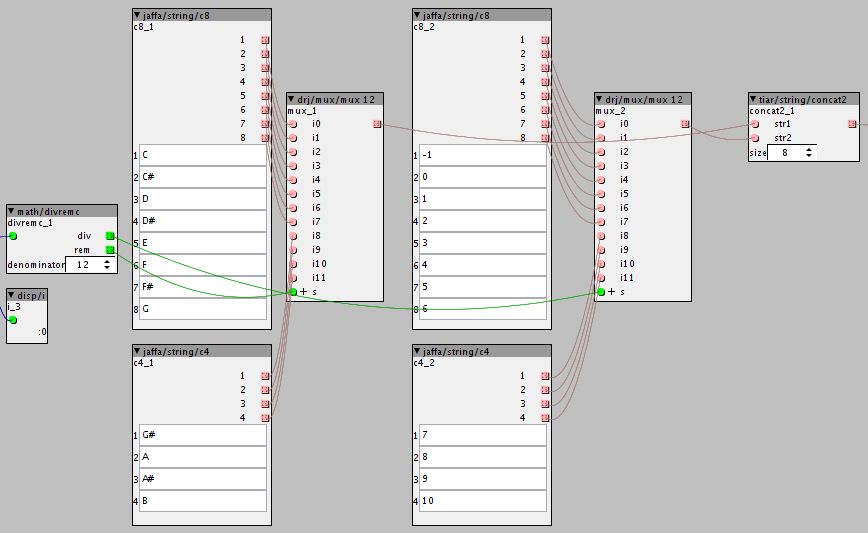 ▼ math/divremc
divremc_1
div
rem
denominator 12
▼ disp/i
i_3
:0
▼ jaffa/string/c8
c8_1
1
2
3
4
5
6
7
8
1 C
2 C#
3 D
4 D#
5 E
6 F
7 F#
8 G
▼ jaffa/string/c4
c4_1
1
2
3
4
1 G#
2 A
3 A#
4 B
▼ drj/mux/mux 12
mux_1
i0
i1
i2
i3
i4
i5
i6
i7
i8
i9
i10
i11
+ s
▼ jaffa/string/c8
c8_2
1
2
3
4
5
6
7
8
1 -1
2 0
3 1
4 2
5 3
6 4
7 5
8 6
▼ jaffa/string/c4
c4_2
1
2
3
4
1 7
2 8
3 9
4 10
▼ drj/mux/mux 12
mux_2
i0
i1
i2
i3
i4
i5
i6
i7
i8
i9
i10
i11
+ s
▼ tiar/string/concat2
concat2_1
str1
str2
size 8